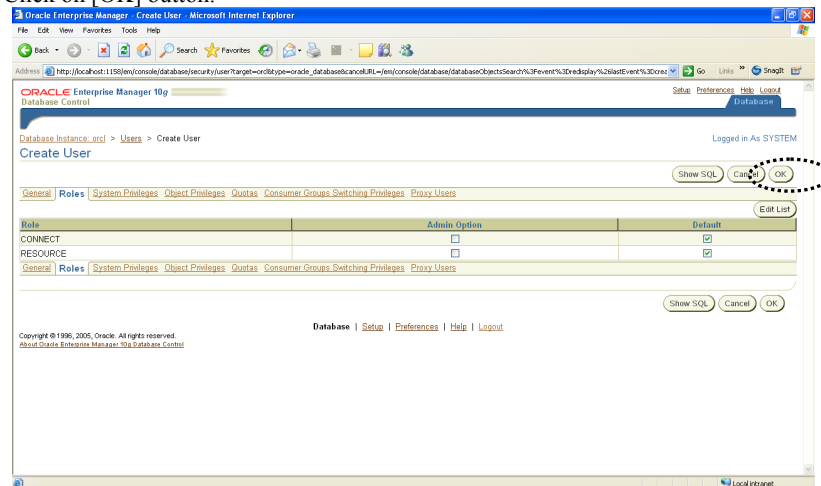 Click on [OK] button.
Oracle Enterprise Manager - Create User - Microsoft Internet Explorer
File Edit View Favorites Tools Help
Back Search Favorites
Address http://localhost:1158/em/console/database/security/user?target=orcl&type=oracle_database&cancelURL=/em/console/database/databaseObjectsSearch%3Fevent%3Dredisplay%26lastEvent%3Dcrea Go Links » SnagIt
ORACLE Enterprise Manager 10g
Database Control
Setup Preferences Help Logout
Database
Database Instance: orcl > Users > Create User
Logged in As SYSTEM
Create User
Show SQL Cancel OK
General Roles System Privileges Object Privileges Quotas Consumer Groups Switching Privileges Proxy Users
Edit List
Role Admin Option Default
CONNECT
RESOURCE
General Roles System Privileges Object Privileges Quotas Consumer Groups Switching Privileges Proxy Users
Show SQL Cancel OK
Database | Setup | Preferences | Help | Logout
Copyright © 1996, 2005, Oracle. All rights reserved.
About Oracle Enterprise Manager 10g Database Control
Local intranet